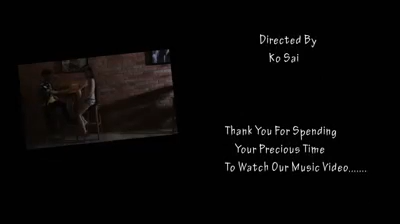 Directed By
Ko Sai
Thank You For Spending
Your Precious Time
To Watch Our Music Video.......